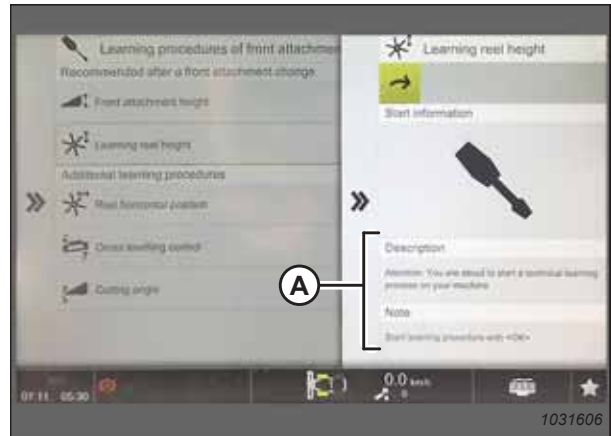 Learning procedures of front attachmen
Recommended after a front attachment change
Front attachment height
Learning reel height
Additional learning procedures
Reel horizontal position
Cross levelling control
Cutting angle
Learning reel height
Start information
Description
Attention: You are about to start a technical learning
process on your machine
Note
Start learning procedure with <OK>
A
07.11 05:30
0.0 km/h
0
1031606